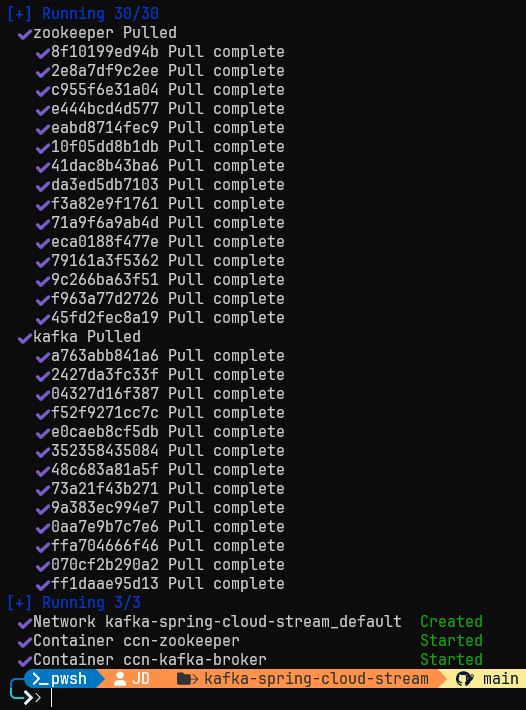 [+] Running 30/30
✔zookeeper Pulled
✔8f10199ed94b Pull complete
✔2e8a7df9c2ee Pull complete
✔c955f6e31a04 Pull complete
✔e444bcd4d577 Pull complete
✔eabd8714fec9 Pull complete
✔10f05dd8b1db Pull complete
✔41dac8b43ba6 Pull complete
✔da3ed5db7103 Pull complete
✔f3a82e9f1761 Pull complete
✔71a9f6a9ab4d Pull complete
✔eca0188f477e Pull complete
✔79161a3f5362 Pull complete
✔9c266ba63f51 Pull complete
✔f963a77d2726 Pull complete
✔45fd2fec8a19 Pull complete
✔kafka Pulled
✔a763abb841a6 Pull complete
✔2427da3fc33f Pull complete
✔04327d16f387 Pull complete
✔f52f9271cc7c Pull complete
✔e0caeb8cf5db Pull complete
✔352358435084 Pull complete
✔48c683a81a5f Pull complete
✔73a21f43b271 Pull complete
✔9a383ec994e7 Pull complete
✔0aa7e9b7c7e6 Pull complete
✔ffa704666f46 Pull complete
✔070cf2b290a2 Pull complete
✔ff1daae95d13 Pull complete
[+] Running 3/3
✔Network kafka-spring-cloud-stream_default Created
✔Container ccn-zookeeper Started
✔Container ccn-kafka-broker Started
pwsh JD kafka-spring-cloud-stream main